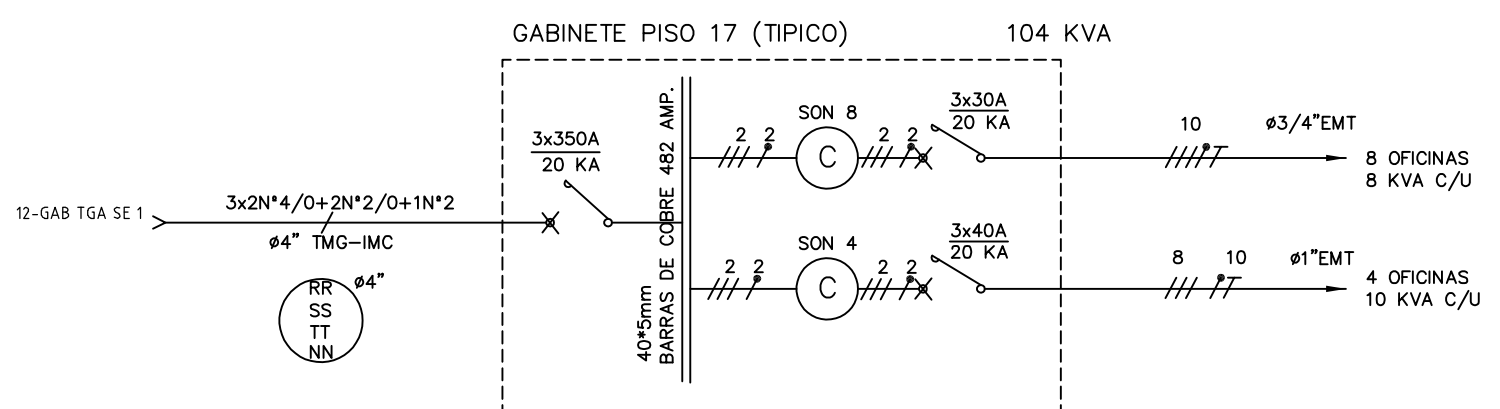 GABINETE PISO 17 (TIPICO)
104 KVA
12-GAB TGA SE 1
3x2N°4/0+2N°2/0+1N°2
ø4” TMG-IMC
ø4”
RR
SS
TT
NN
3x350A
20 KA
40*5mm
BARRAS DE COBRE 482 AMP.
2 2
SON 8
C
2 2
3x30A
20 KA
10
ø3/4”EMT
8 OFICINAS
8 KVA C/U
2 2
SON 4
C
2 2
3x40A
20 KA
8 10
ø1”EMT
4 OFICINAS
10 KVA C/U